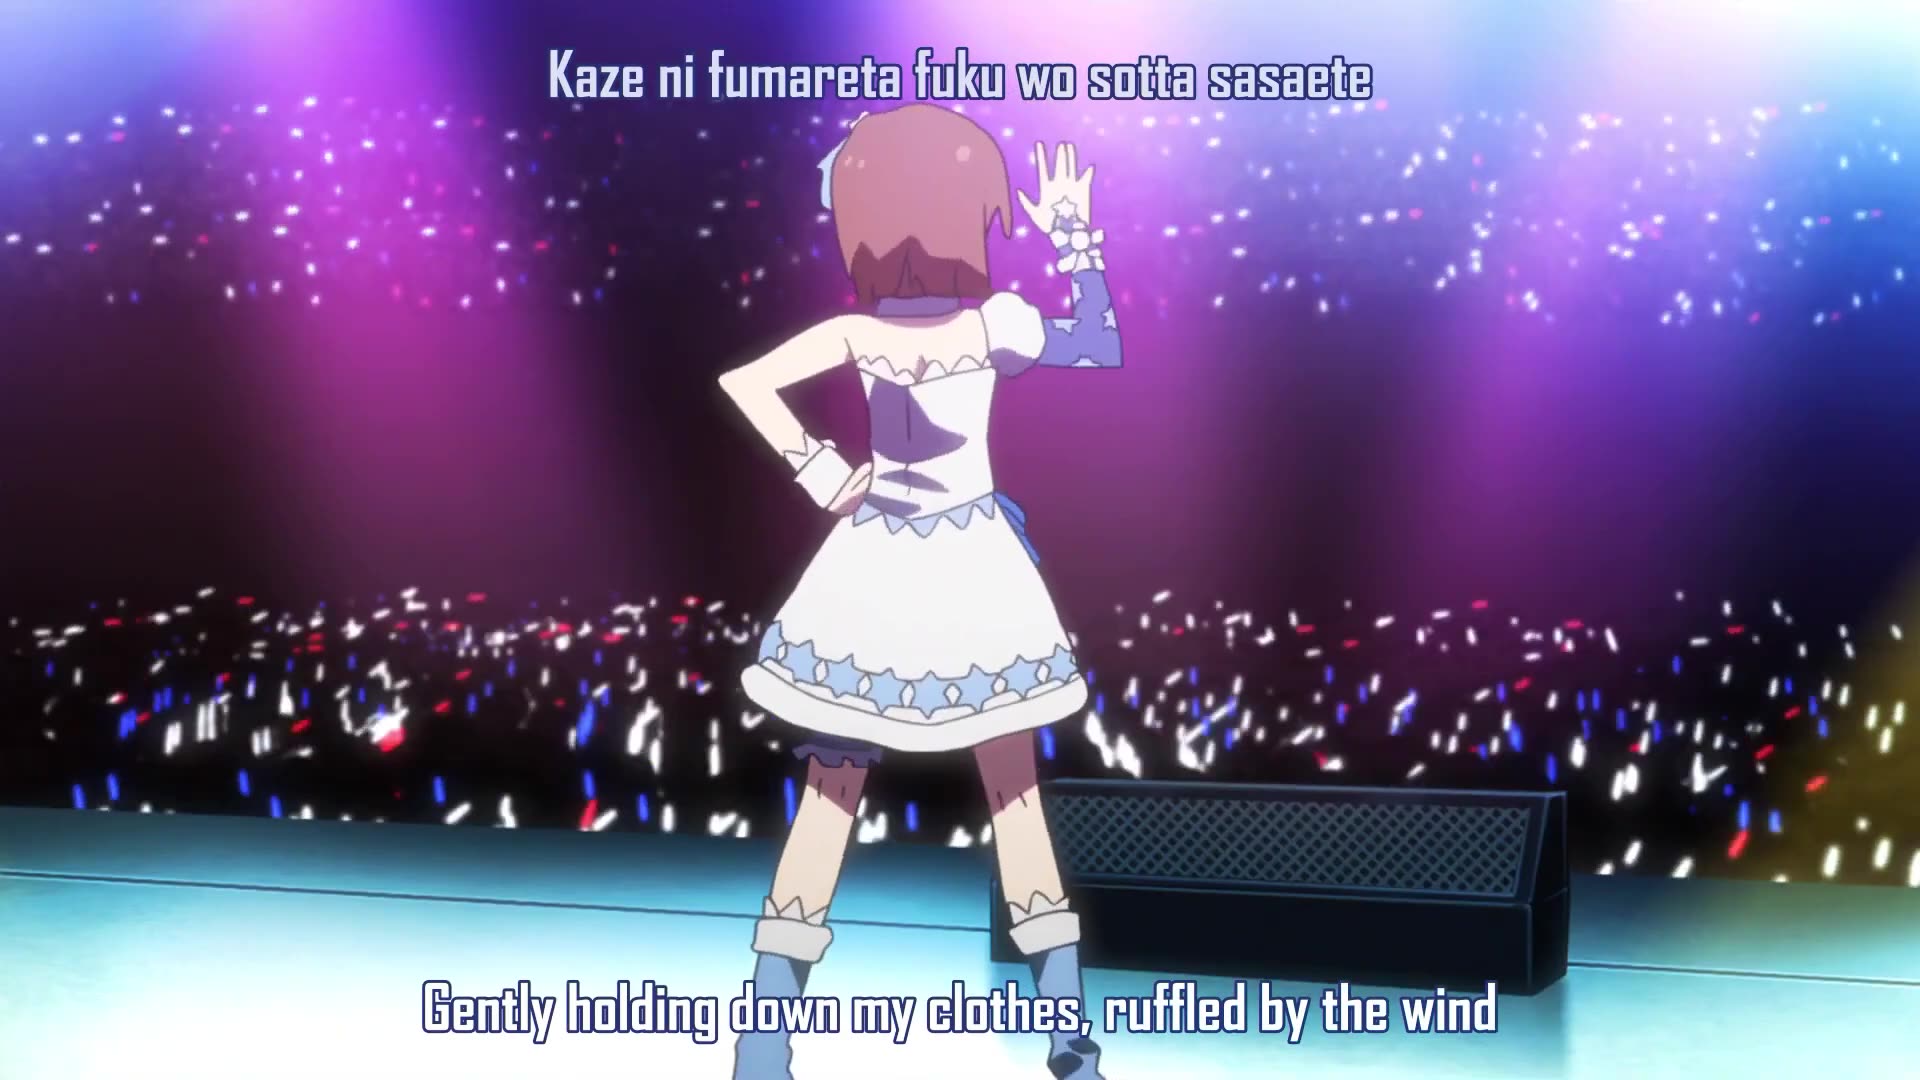 Kaze ni fumareta fuku wo sotta sasaete
Gently holding down my clothes, ruffled by the wind